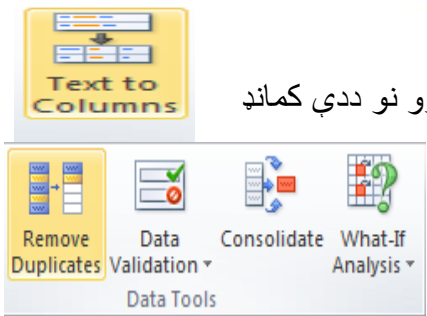 Text to
Columns
و نو ددې کمانډ
Remove Duplicates
Data Validation
Consolidate
What-If Analysis
Data Tools